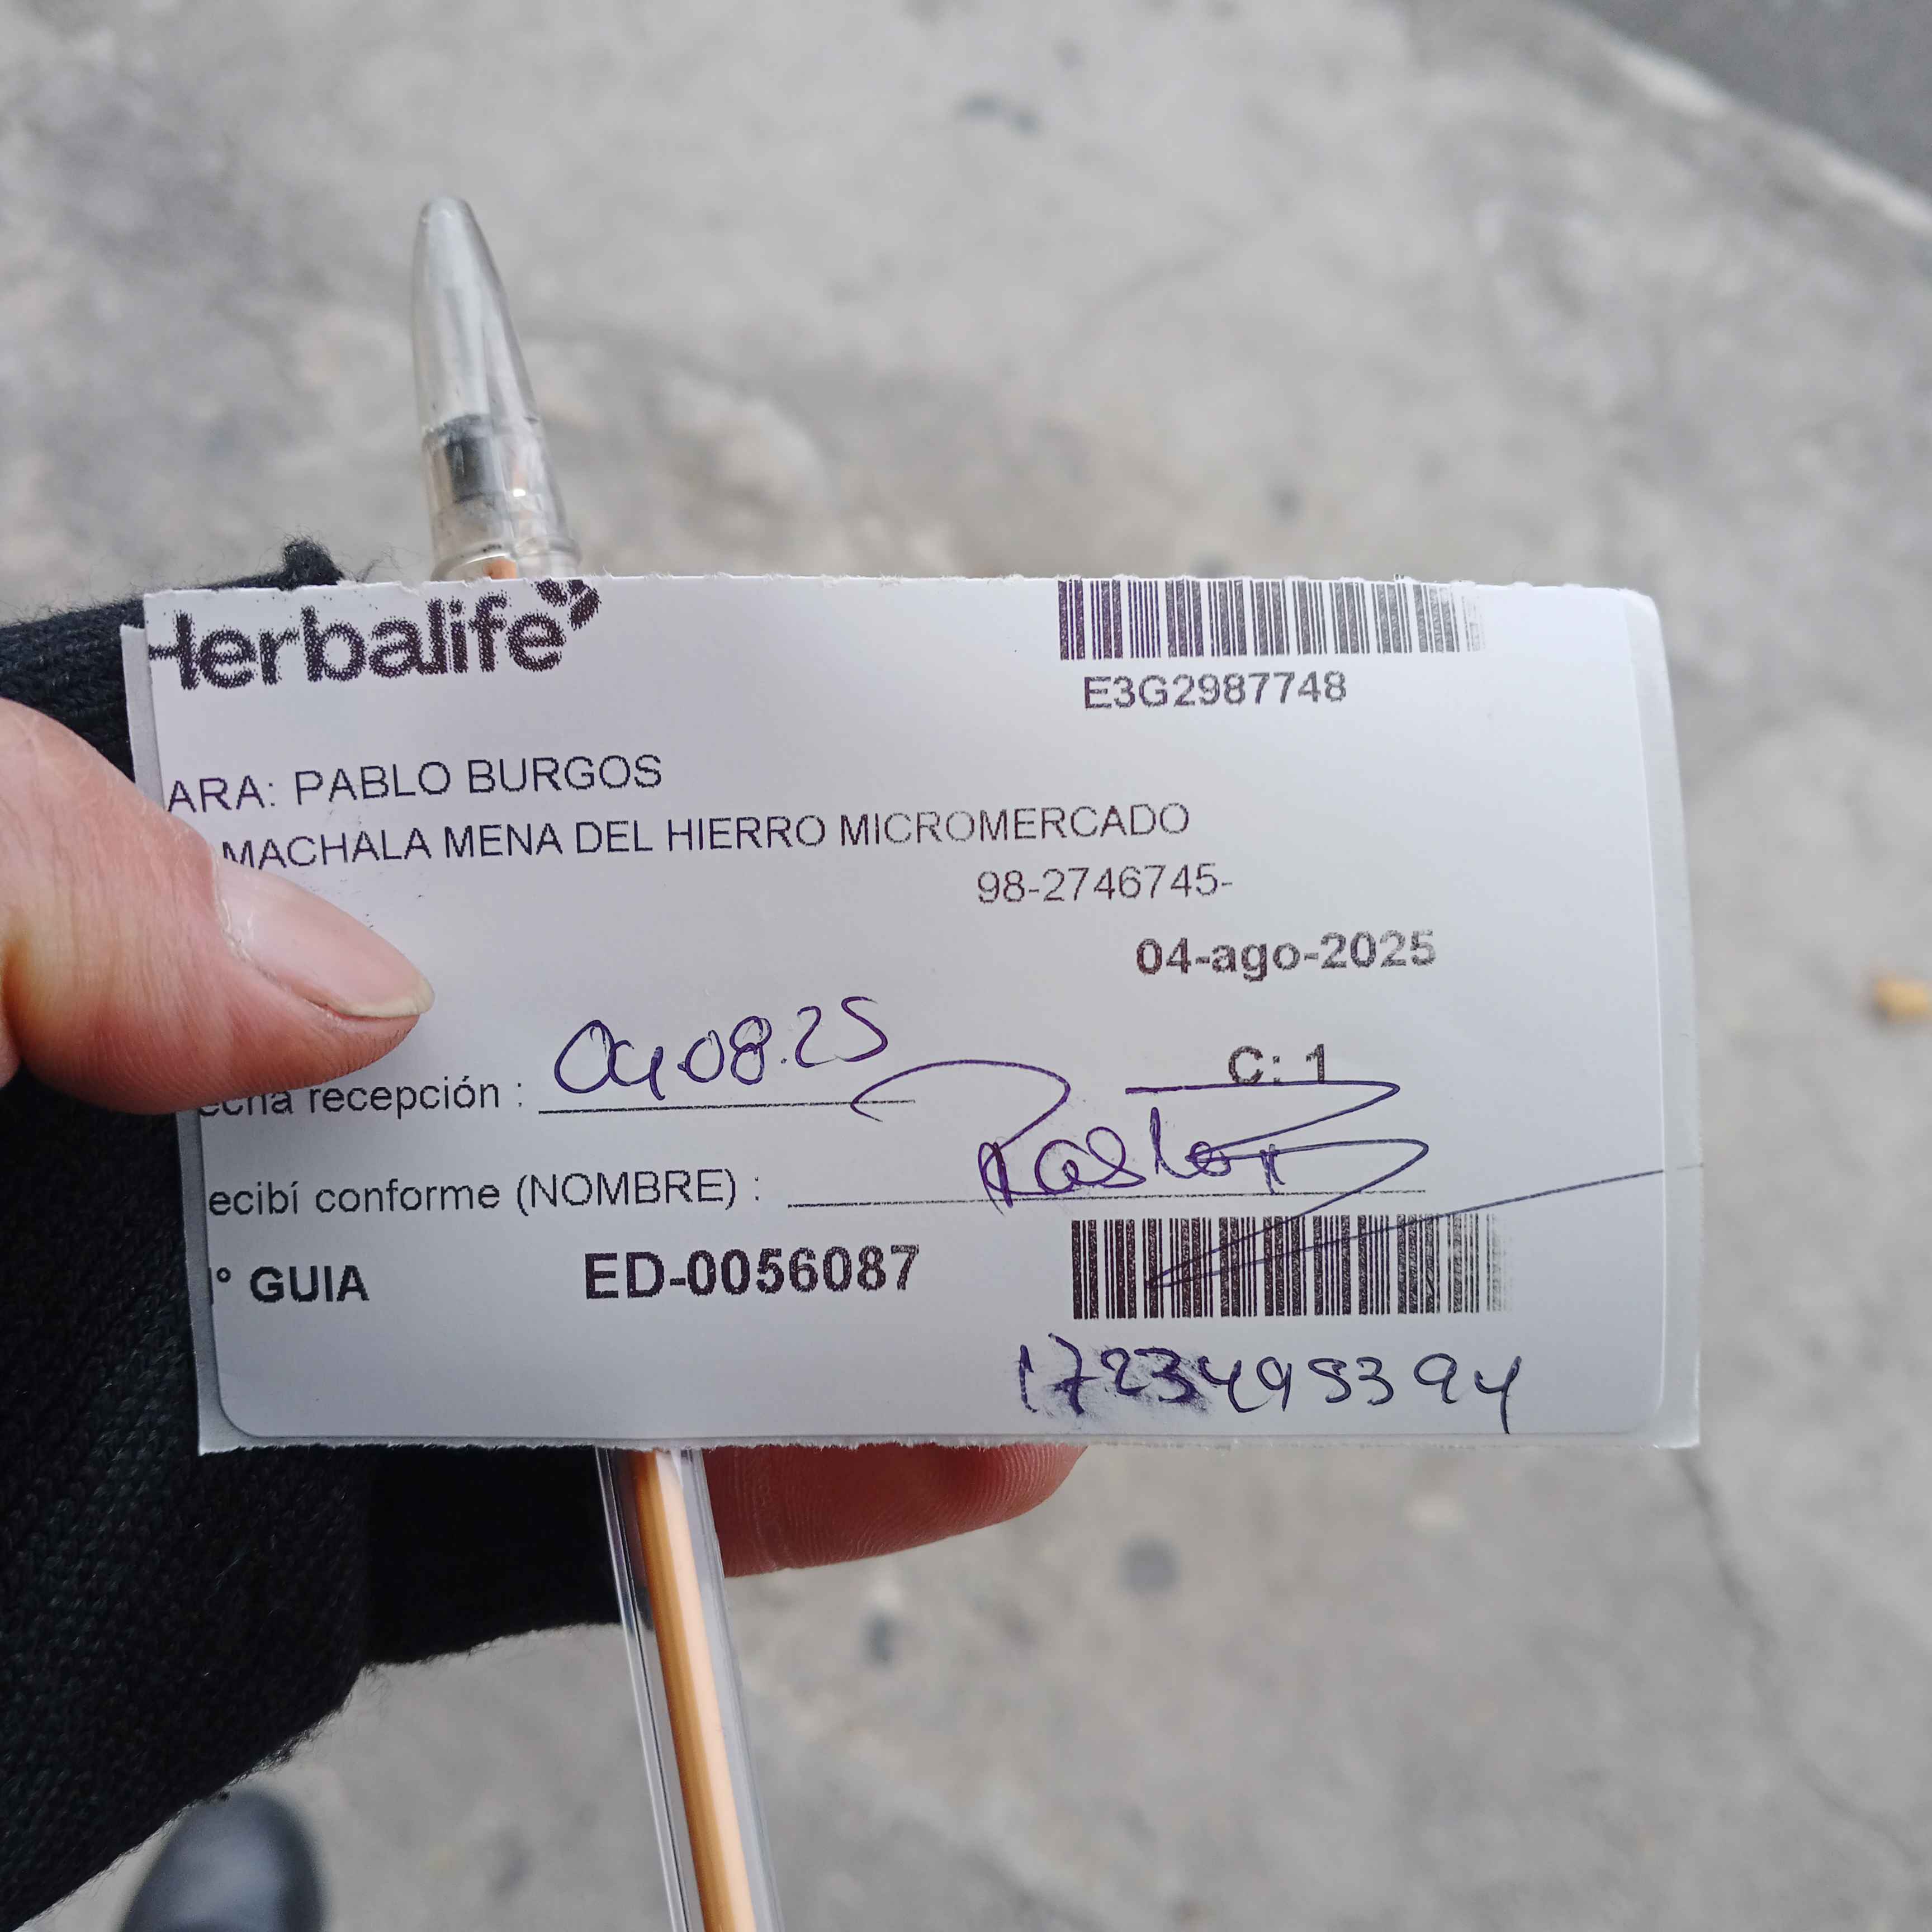 Herbalife
E3G2987748
ARA: PABLO BURGOS
MACHALA MENA DEL HIERRO MICROMERCADO
98-2746745-
04-ago-2025
C: 1
echa recepción : 04.08.25
ecibí conforme (NOMBRE) :
° GUIA ED-0056087
1723495394